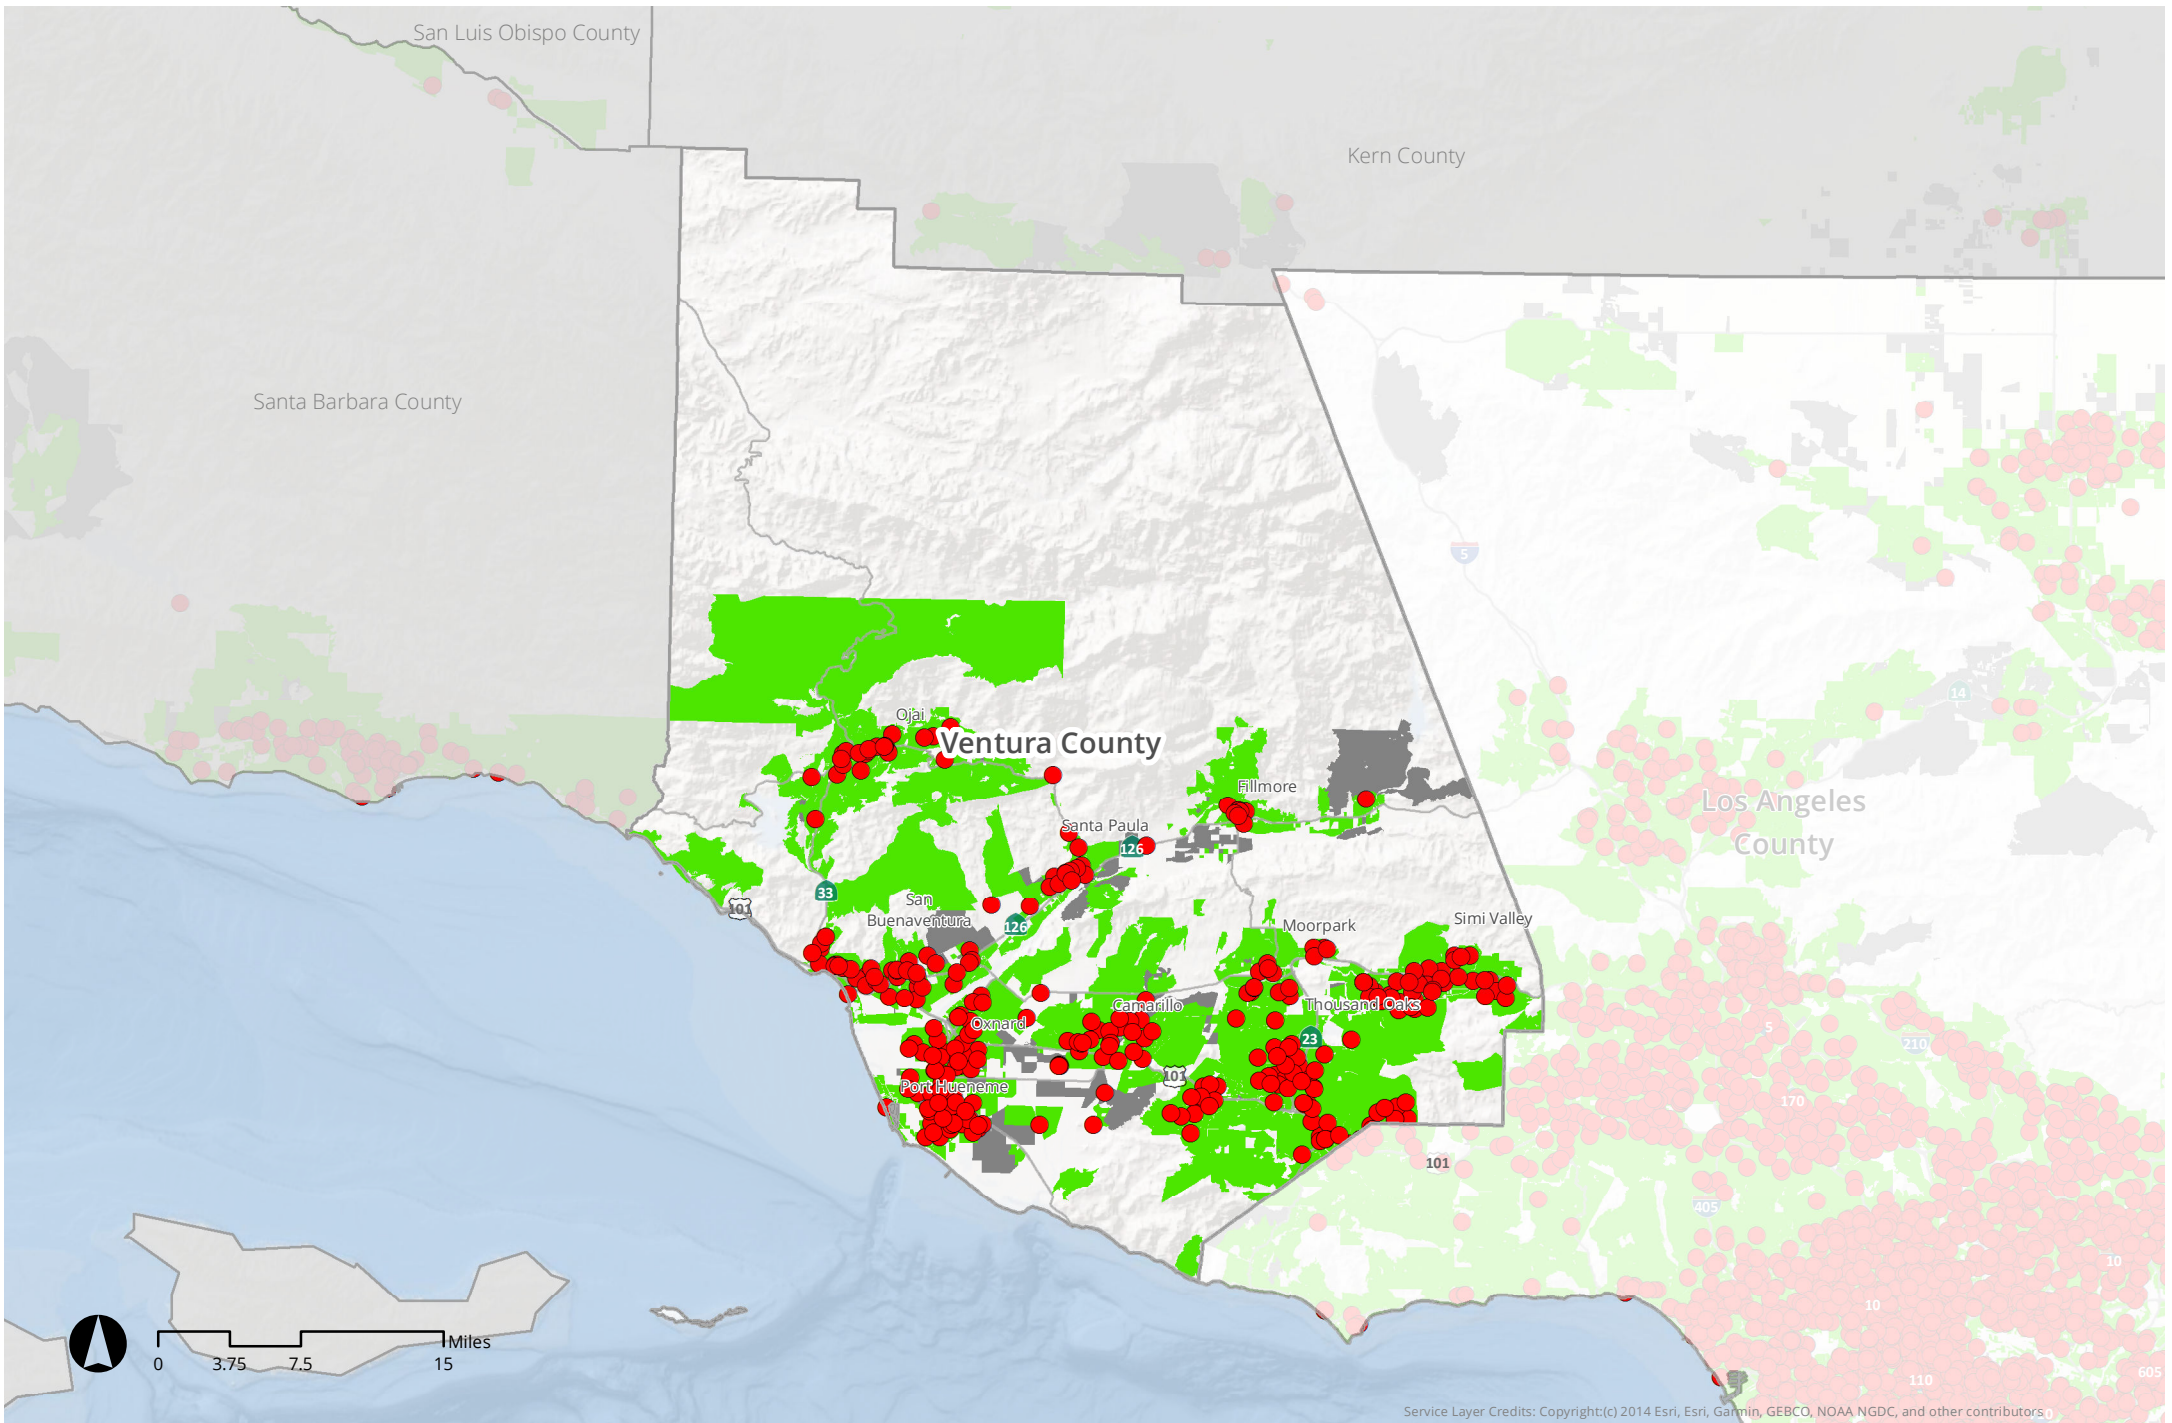 San Luis Obispo County
Kern County
Santa Barbara County
5
14
Ojai
Ventura County
Fillmore
Los Angeles
County
Santa Paula
126
33
San
Buenaventura
101
126
Moorpark
Simi Valley
Camarillo
Thousand Oaks
Oxnard
23
5
210
101
Port Hueneme
170
101
405
10
10
110
605
Miles
0
3.75
7.5
15
Service Layer Credits: Copyright:(c) 2014 Esri, Esri, Garmin, GEBCO, NOAA NGDC, and other contributors